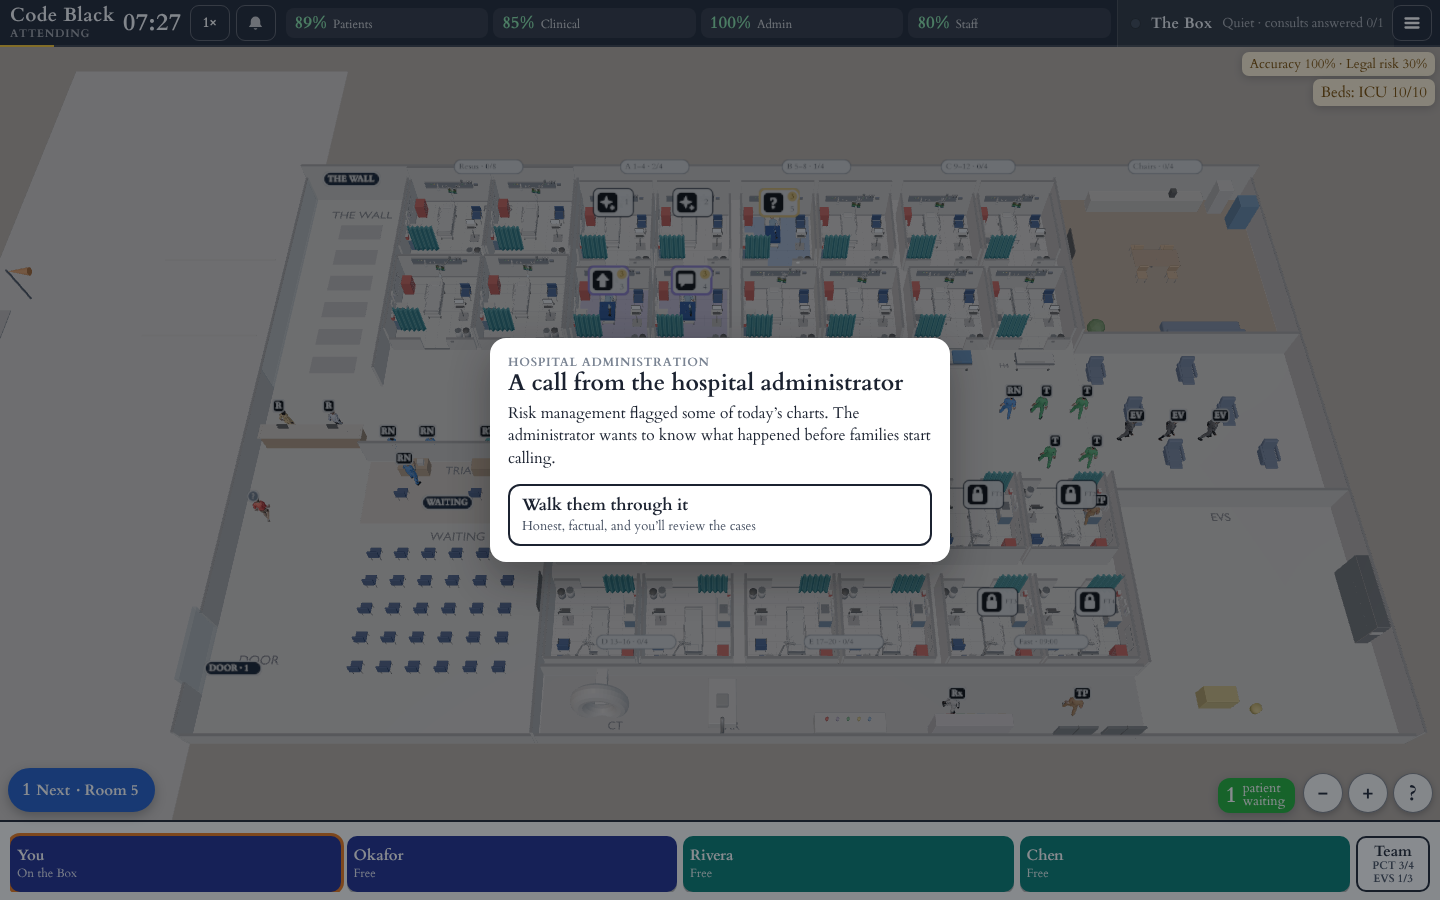 Code Black
ATTENDING
07:27
1×
89% Patients
85% Clinical
100% Admin
80% Staff
The Box
Quiet · consults answered 0/1
Accuracy 100% · Legal risk 30%
Beds: ICU 10/10
THE WALL
THE WALL
R
R
RN
RN
RN
RN
T
T
T
T
EV
EV
EV
TRIA
WAITING
WAITING
DOOR
DOOR · 1
EVS
CT
Rx
TP
HOSPITAL ADMINISTRATION
A call from the hospital administrator
Risk management flagged some of today's charts. The
administrator wants to know what happened before families start
calling.
Walk them through it
Honest, factual, and you'll review the cases
1 Next · Room 5
1 patient
waiting
−
+
?
You
On the Box
Okafor
Free
Rivera
Free
Chen
Free
Team
PCT 3/4
EVS 1/3